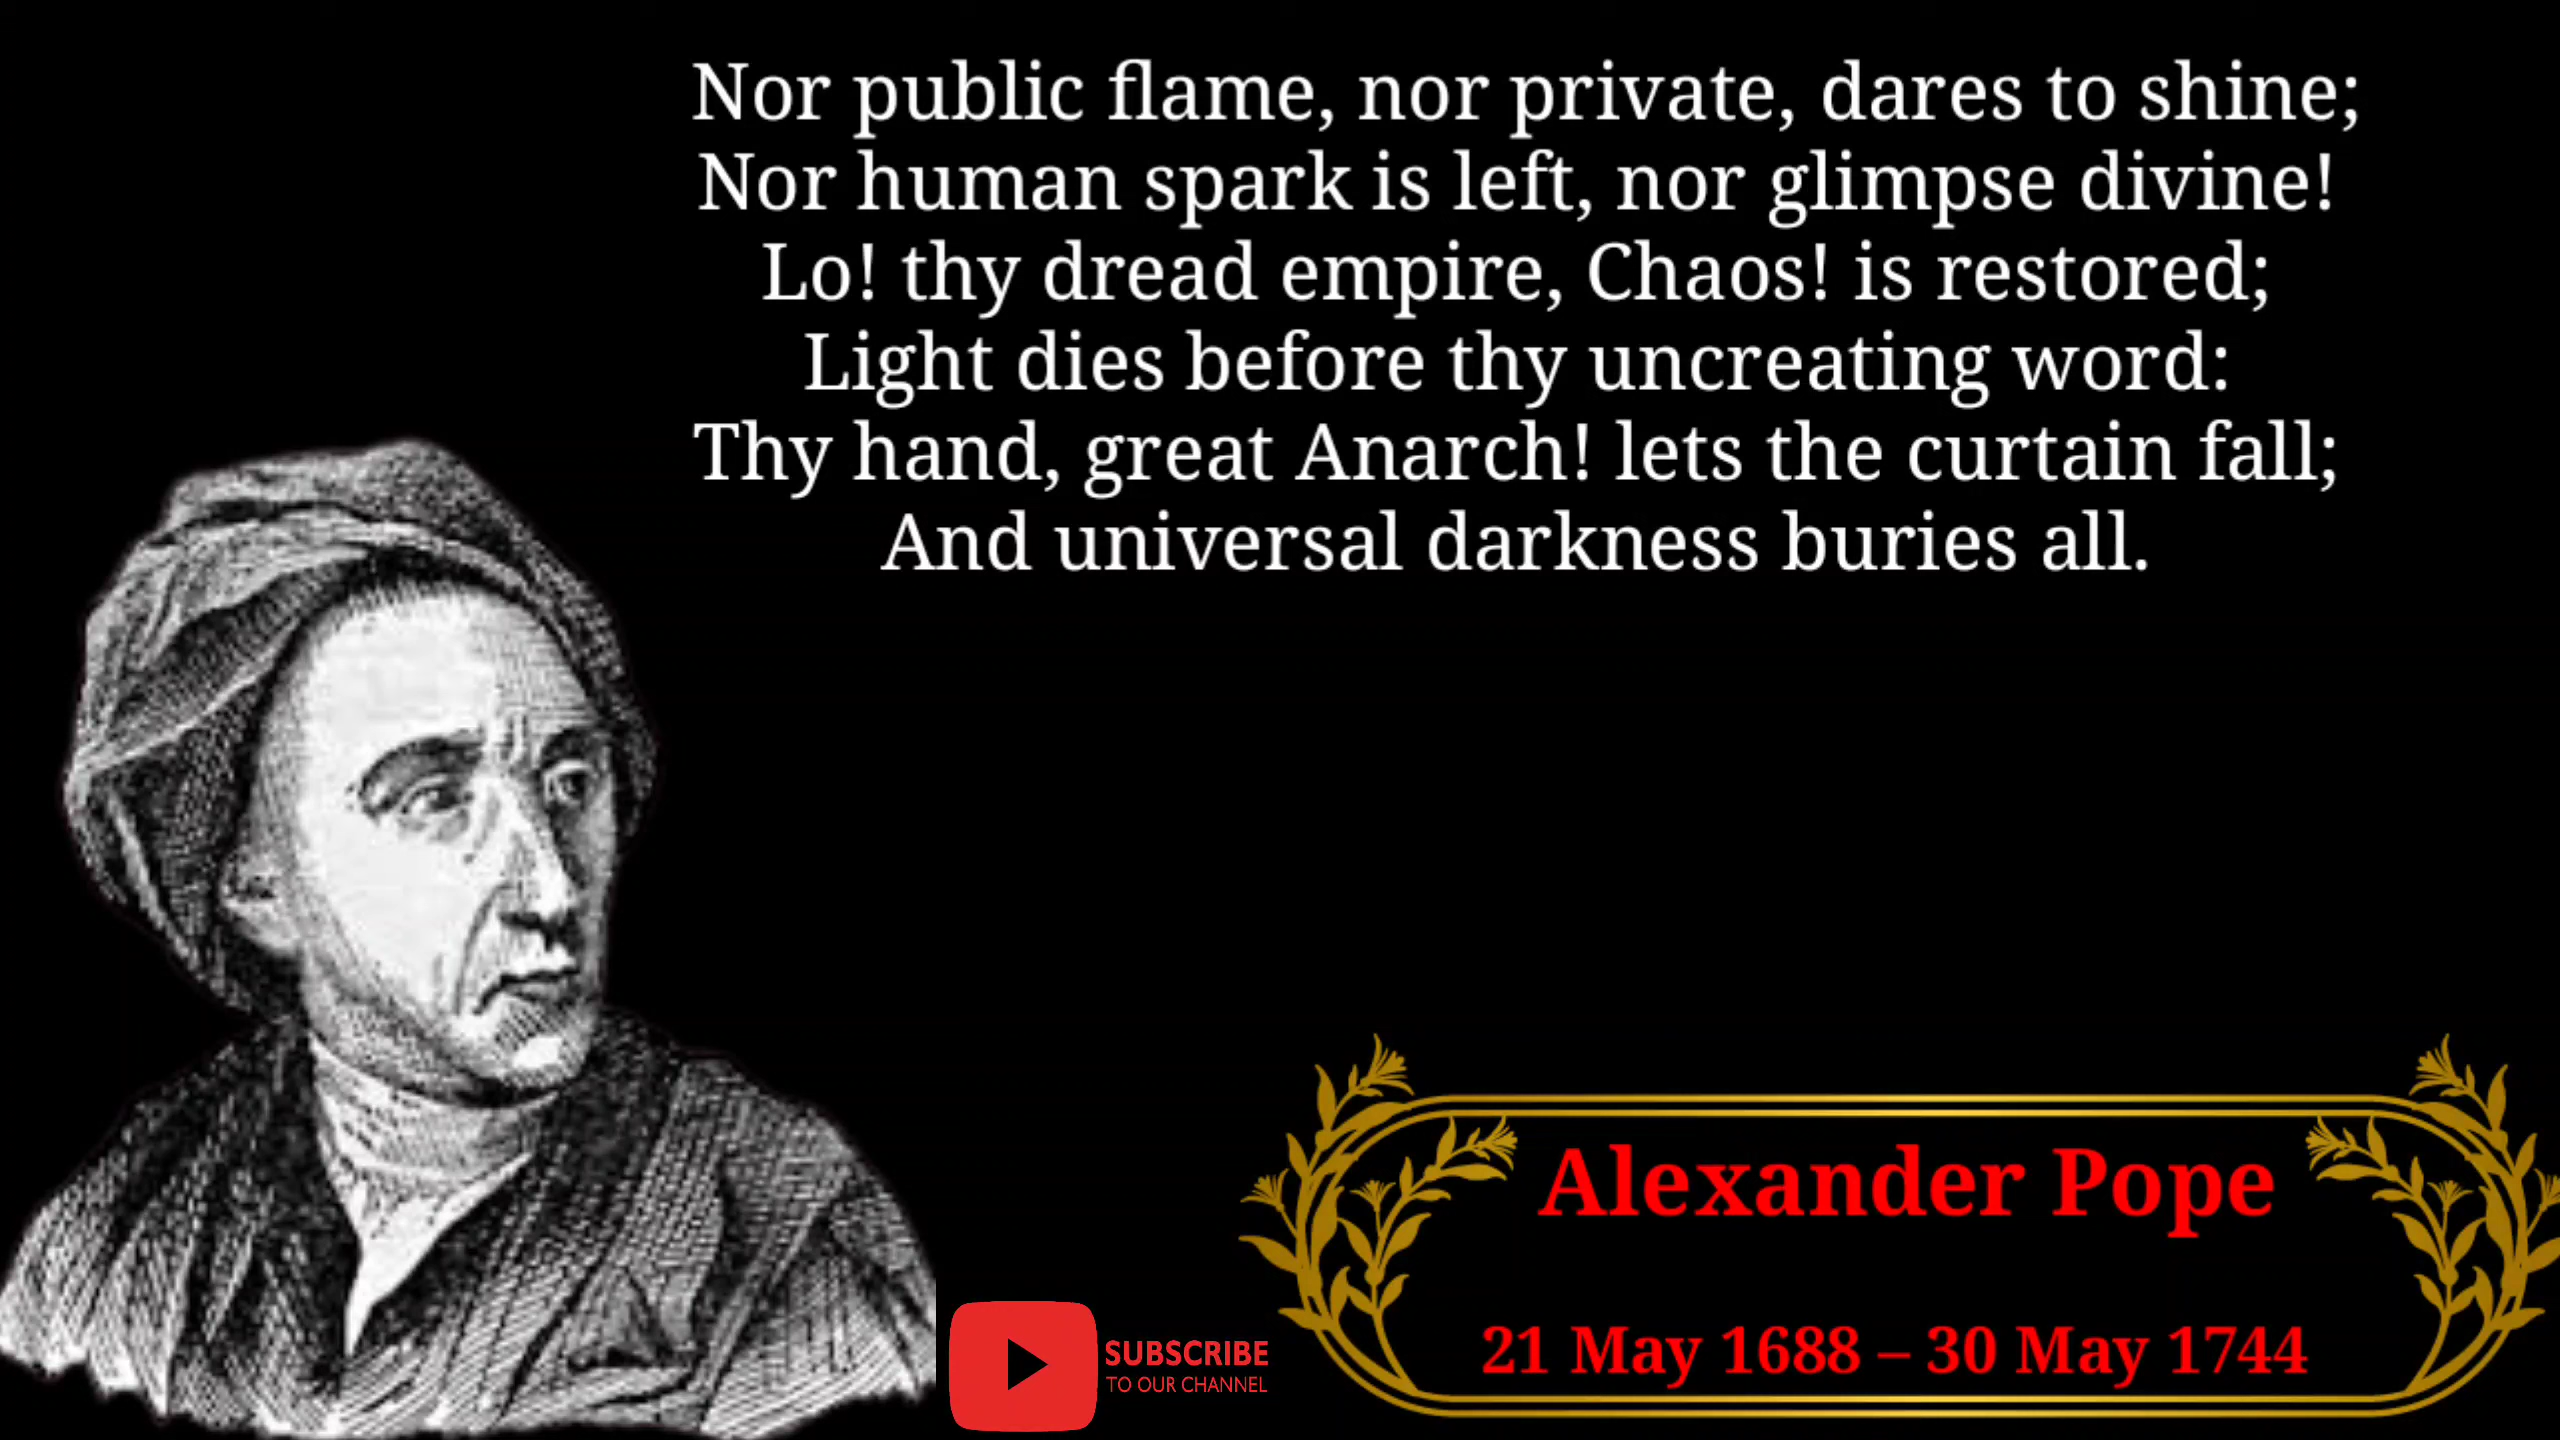 Nor public flame, nor private, dares to shine;
Nor human spark is left, nor glimpse divine!
Lo! thy dread empire, Chaos! is restored;
Light dies before thy uncreating word:
Thy hand, great Anarch! lets the curtain fall;
And universal darkness buries all.
Alexander Pope
21 May 1688 – 30 May 1744
SUBSCRIBE
TO OUR CHANNEL